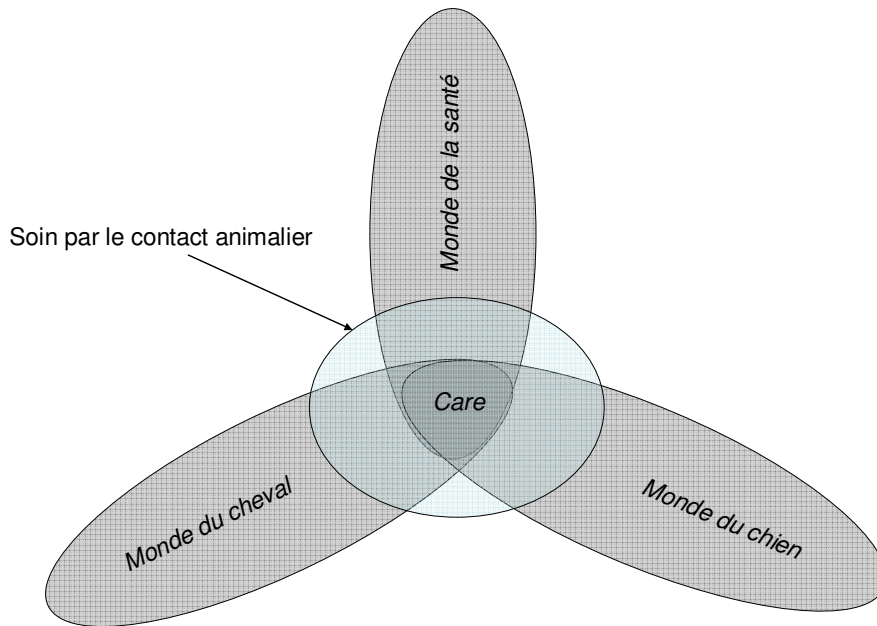 Monde de la santé
Soin par le contact animalier
Care
Monde du cheval
Monde du chien